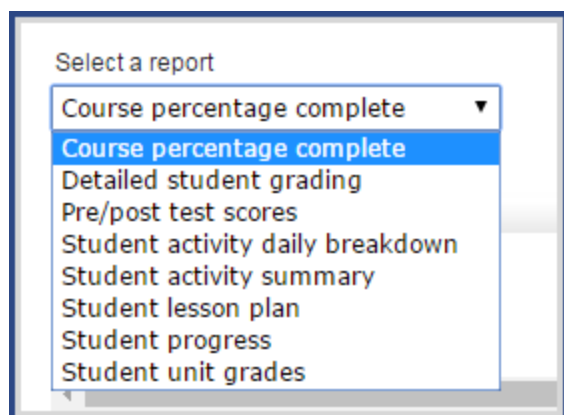 Select a report
Course percentage complete
Course percentage complete
Detailed student grading
Pre/post test scores
Student activity daily breakdown
Student activity summary
Student lesson plan
Student progress
Student unit grades